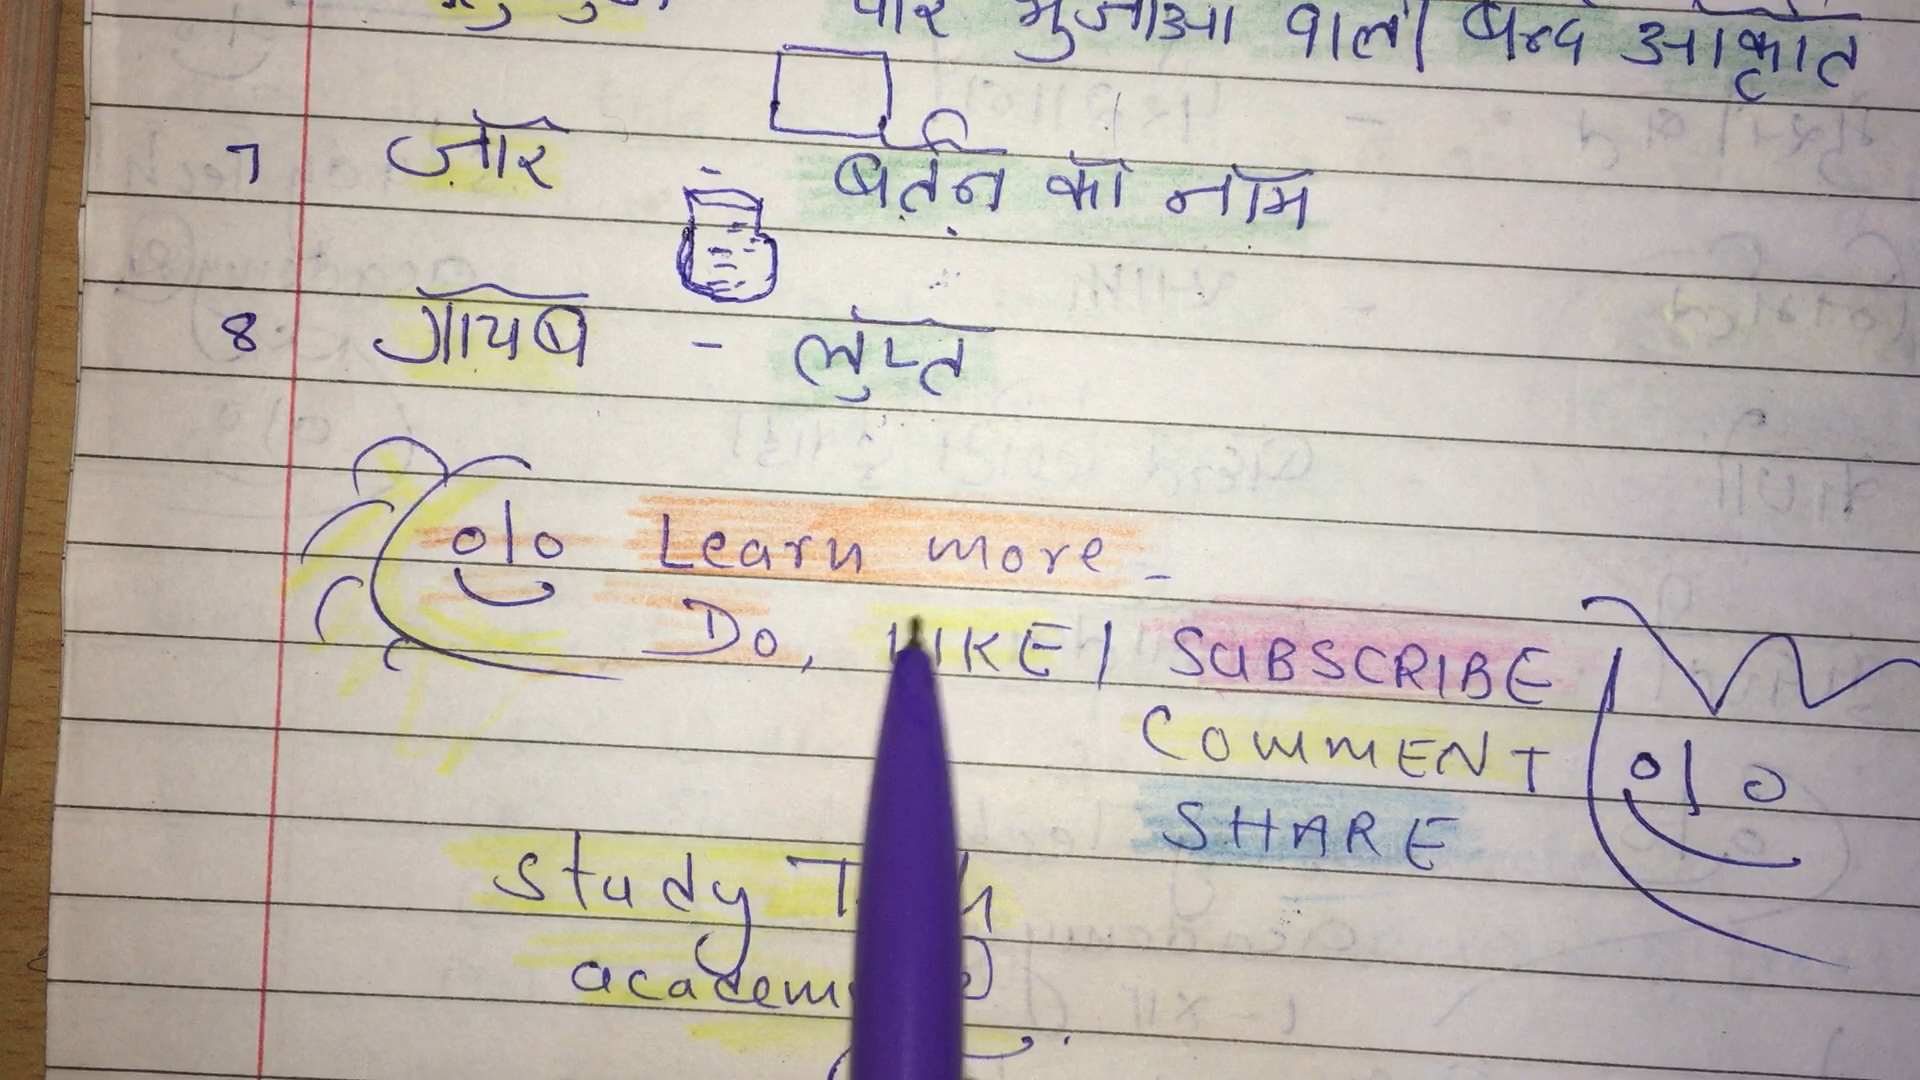 चार भुजाओं वाली बन्द आकृति
7 जार बर्तन का नाम
8 गायब - लुप्त
Learn more -
Do, LIKE / SUBSCRIBE
COMMENT
SHARE
Study